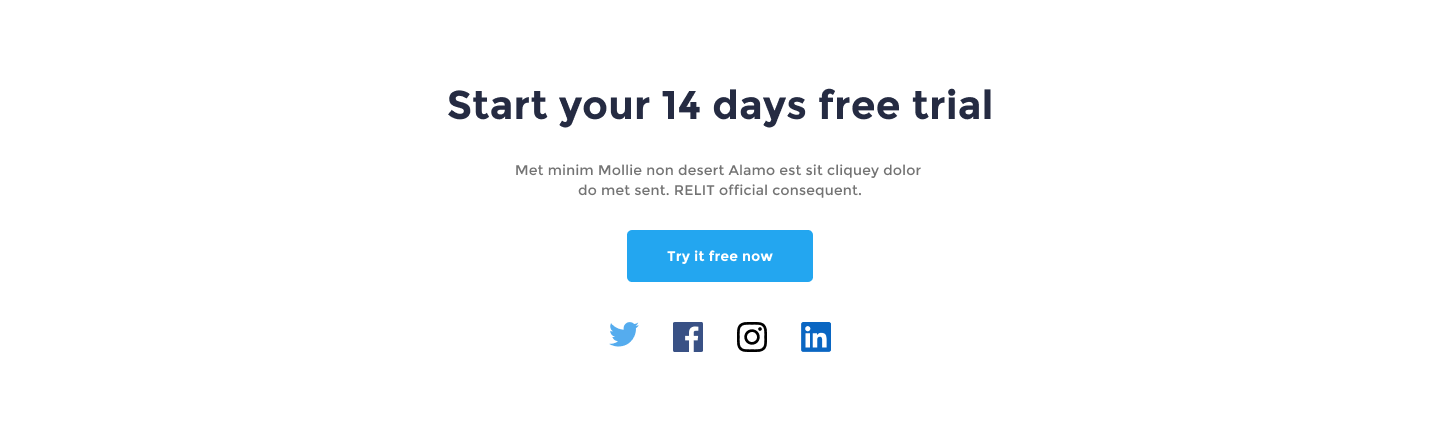 Start your 14 days free trial
Met minim Mollie non desert Alamo est sit cliquey dolor
do met sent. RELIT official consequent.
Try it free now